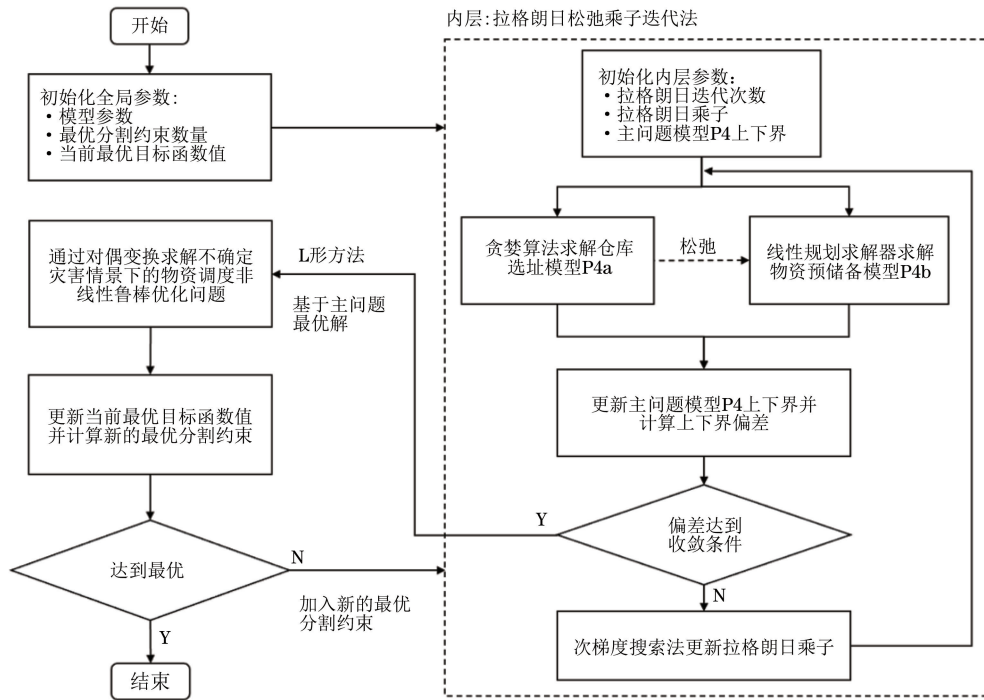 开始
初始化全局参数:
•模型参数
•最优分割约束数量
•当前最优目标函数值
通过对偶变换求解不确定
灾害情景下的物资调度非
线性鲁棒优化问题
更新当前最优目标函数值
并计算新的最优分割约束
达到最优
N
加入新的最优
分割约束
Y
结束
L形方法
基于主问题
最优解
内层:拉格朗日松弛乘子迭代法
初始化内层参数:
•拉格朗日迭代次数
•拉格朗日乘子
•主问题模型P4上下界
贪婪算法求解仓库
选址模型P4a
松弛
线性规划求解器求解
物资预储备模型P4b
更新主问题模型P4上下界并
计算上下界偏差
Y
偏差达到
收敛条件
N
次梯度搜索法更新拉格朗日乘子